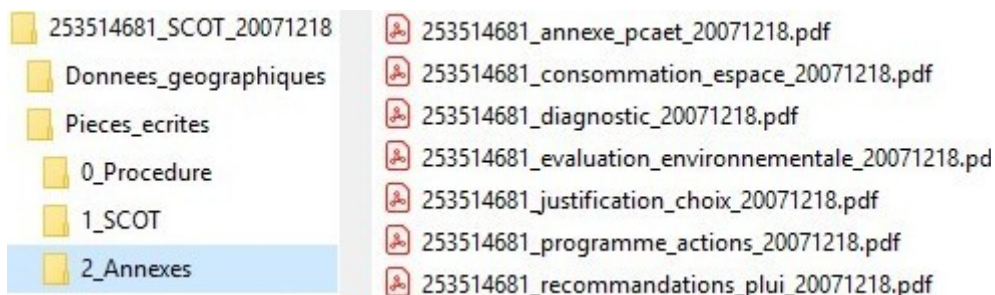 253514681_SCOT_20071218
Donnees_geographiques
Pieces_ecrites
0_Procedure
1_SCOT
2_Annexes
253514681_annexe_pcaet_20071218.pdf
253514681_consommation_espace_20071218.pdf
253514681_diagnostic_20071218.pdf
253514681_evaluation_environnementale_20071218.pd
253514681_justification_choix_20071218.pdf
253514681_programme_actions_20071218.pdf
253514681_recommandations_plui_20071218.pdf